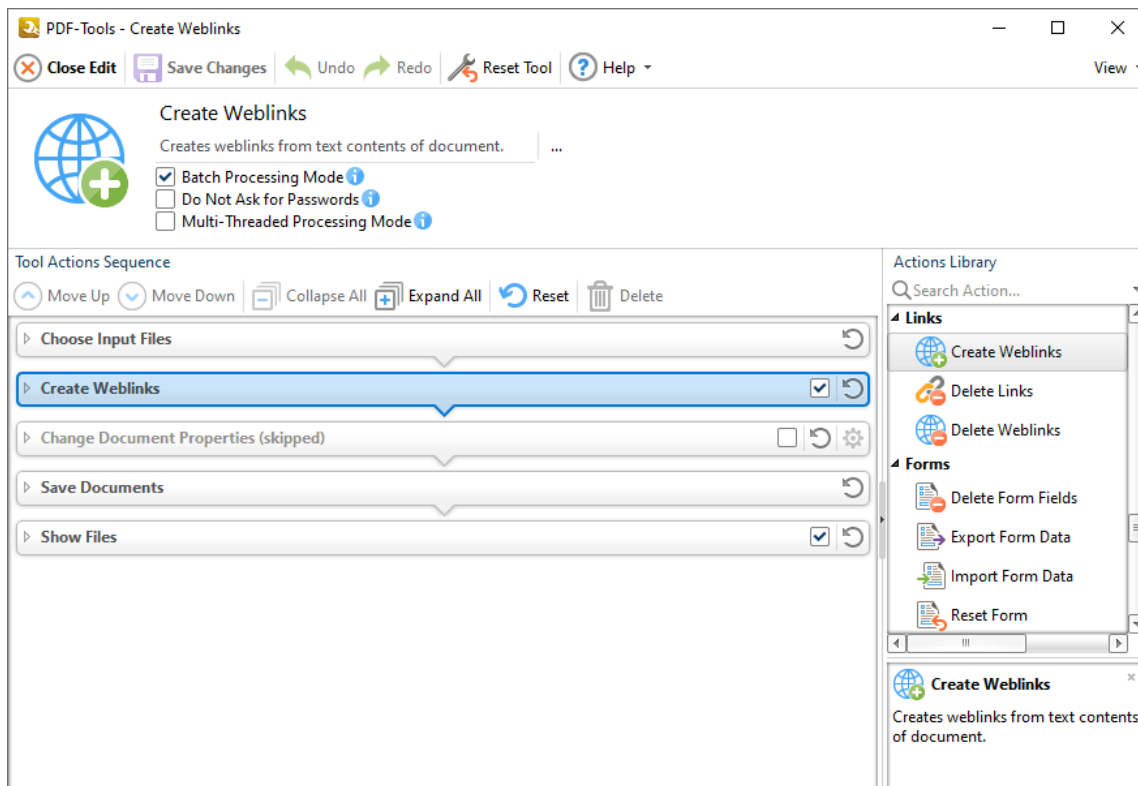 PDF-Tools - Create Weblinks
Close Edit Save Changes Undo Redo Reset Tool Help View
Create Weblinks
Creates weblinks from text contents of document. ...
Batch Processing Mode
Do Not Ask for Passwords
Multi-Threaded Processing Mode
Tool Actions Sequence
Move Up Move Down Collapse All Expand All Reset Delete
Choose Input Files
Create Weblinks
Change Document Properties (skipped)
Save Documents
Show Files
Actions Library
Search Action...
Links
Create Weblinks
Delete Links
Delete Weblinks
Forms
Delete Form Fields
Export Form Data
Import Form Data
Reset Form
Create Weblinks
Creates weblinks from text contents
of document.